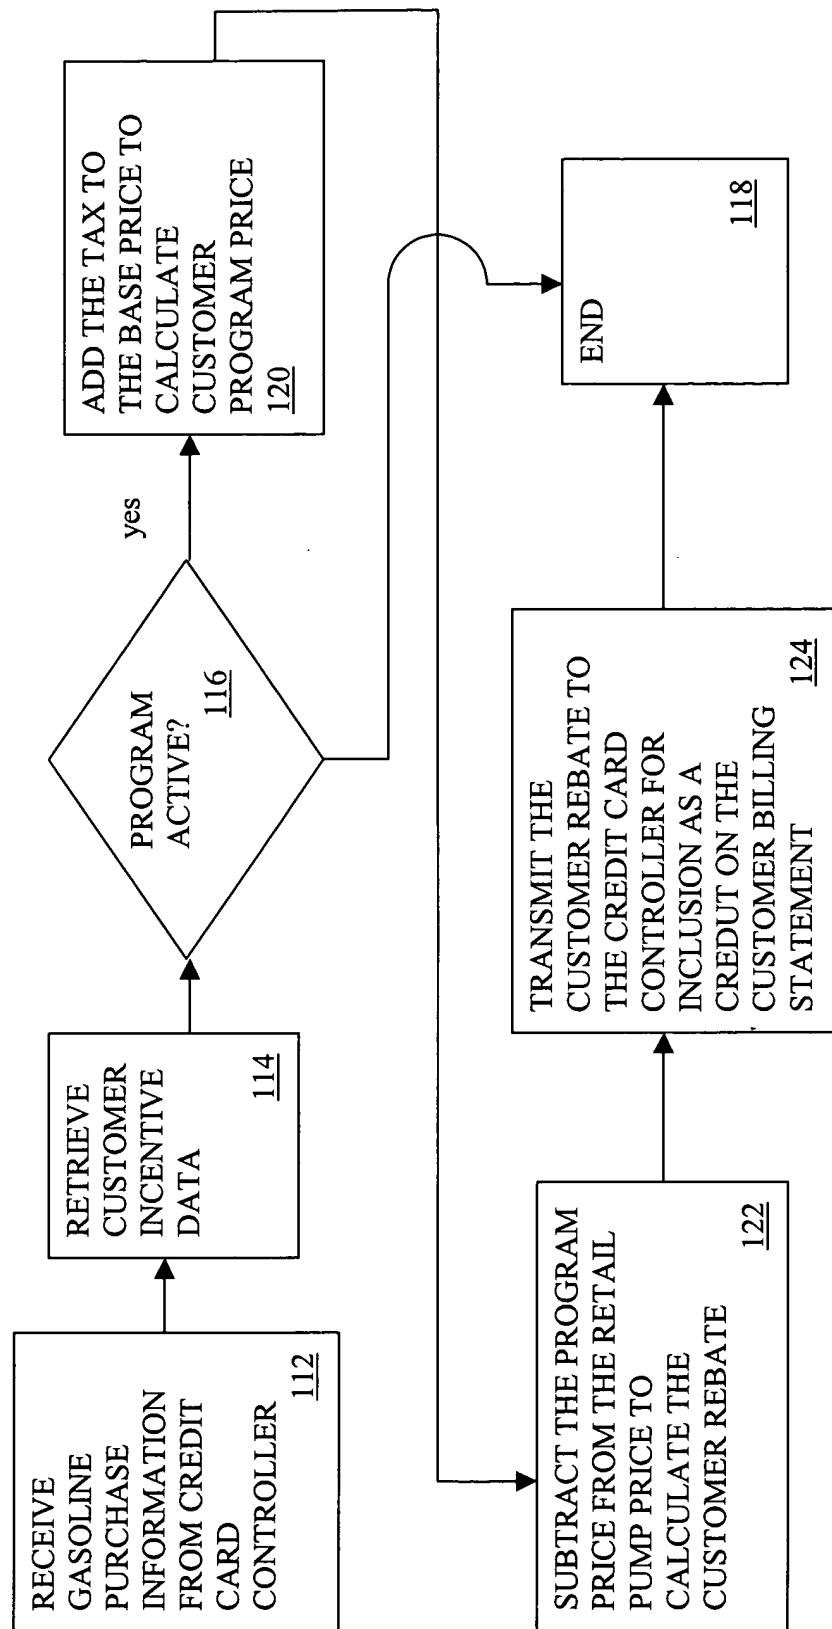 RECEIVE
GASOLINE
PURCHASE
INFORMATION
FROM CREDIT
CARD
CONTROLLER
112
RETRIEVE
CUSTOMER
INCENTIVE
DATA
114
PROGRAM
ACTIVE?
116
yes
ADD THE TAX TO
THE BASE PRICE TO
CALCULATE
CUSTOMER
PROGRAM PRICE
120
SUBTRACT THE PROGRAM
PRICE FROM THE RETAIL
PUMP PRICE TO
CALCULATE THE
CUSTOMER REBATE
122
TRANSMIT THE
CUSTOMER REBATE TO
THE CREDIT CARD
CONTROLLER FOR
INCLUSION AS A
CREDUT ON THE
CUSTOMER BILLING
STATEMENT
124
END
118